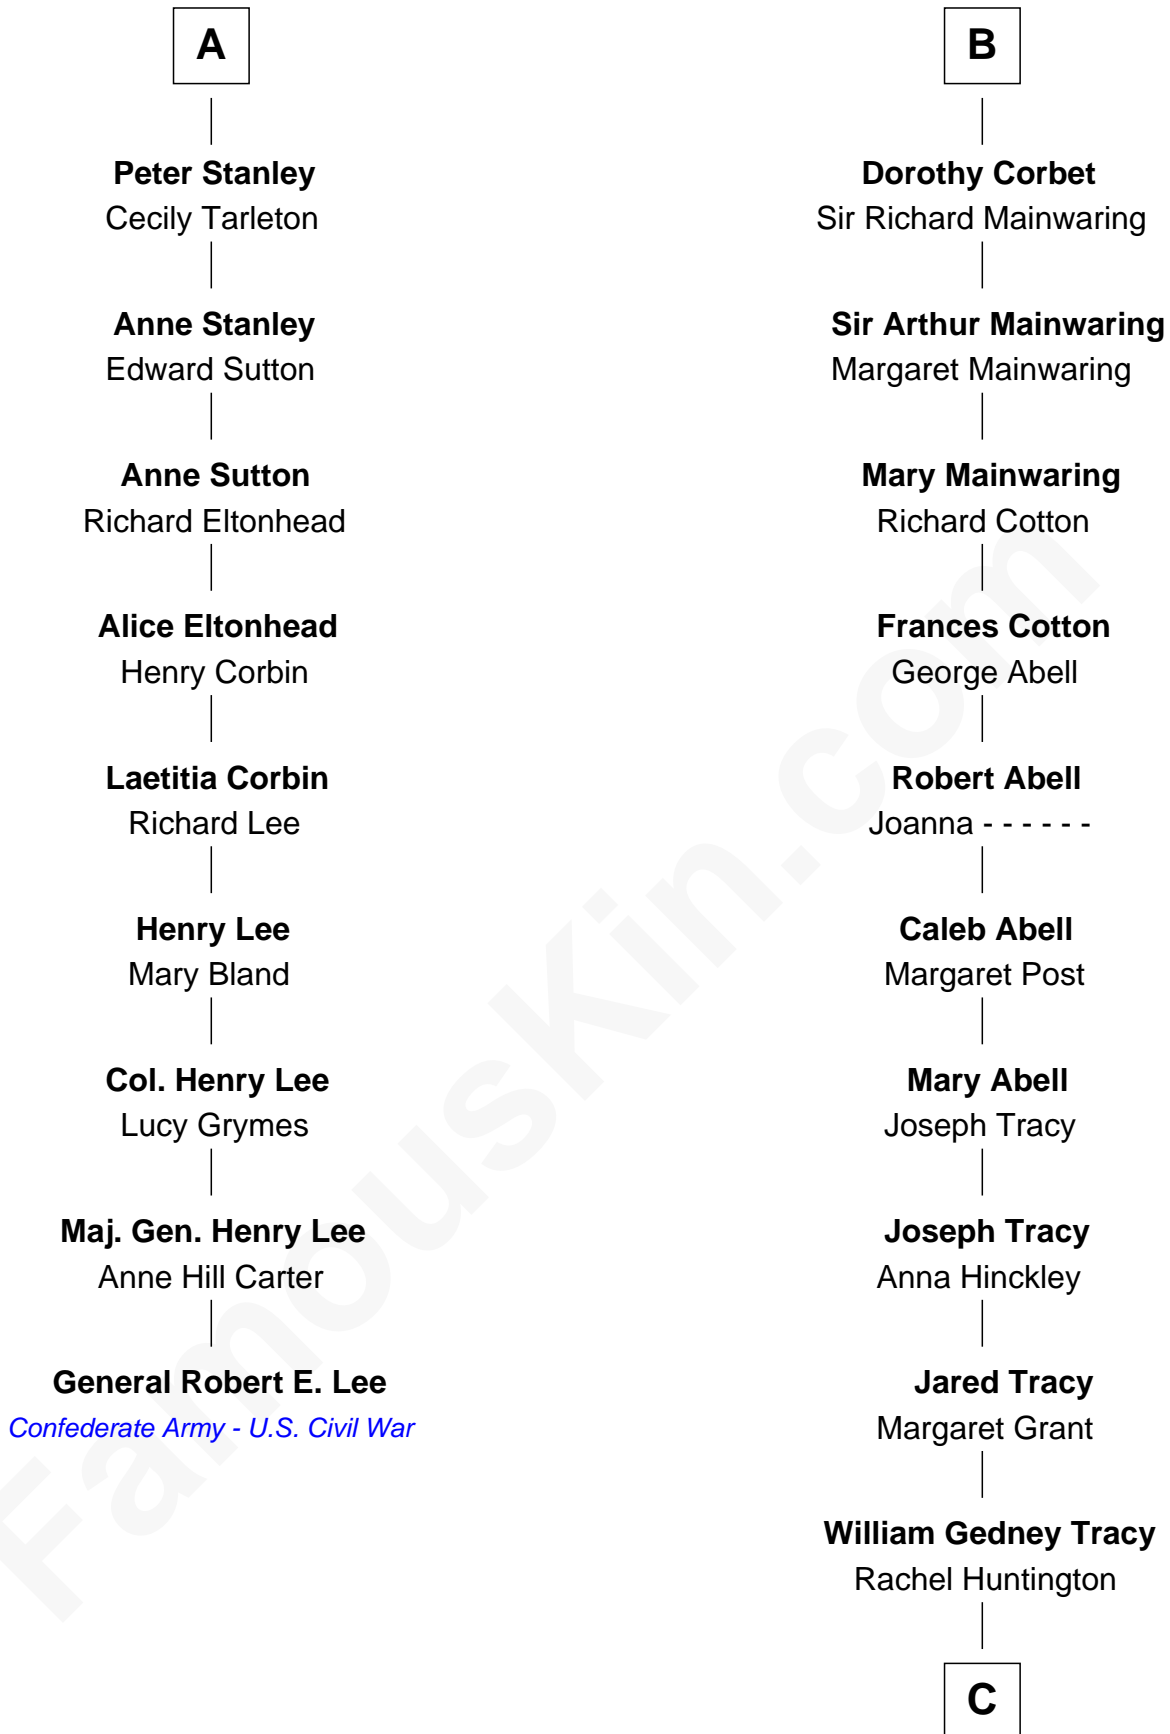 A
Peter Stanley
Cecily Tarleton
Anne Stanley
Edward Sutton
Anne Sutton
Richard Eltonhead
Alice Eltonhead
Henry Corbin
Laetitia Corbin
Richard Lee
Henry Lee
Mary Bland
Col. Henry Lee
Lucy Grymes
Maj. Gen. Henry Lee
Anne Hill Carter
General Robert E. Lee
Confederate Army - U.S. Civil War
B
Dorothy Corbet
Sir Richard Mainwaring
Sir Arthur Mainwaring
Margaret Mainwaring
Mary Mainwaring
Richard Cotton
Frances Cotton
George Abell
Robert Abell
Joanna - - - - - -
Caleb Abell
Margaret Post
Mary Abell
Joseph Tracy
Joseph Tracy
Anna Hinckley
Jared Tracy
Margaret Grant
William Gedney Tracy
Rachel Huntington
C
FamousKin.com